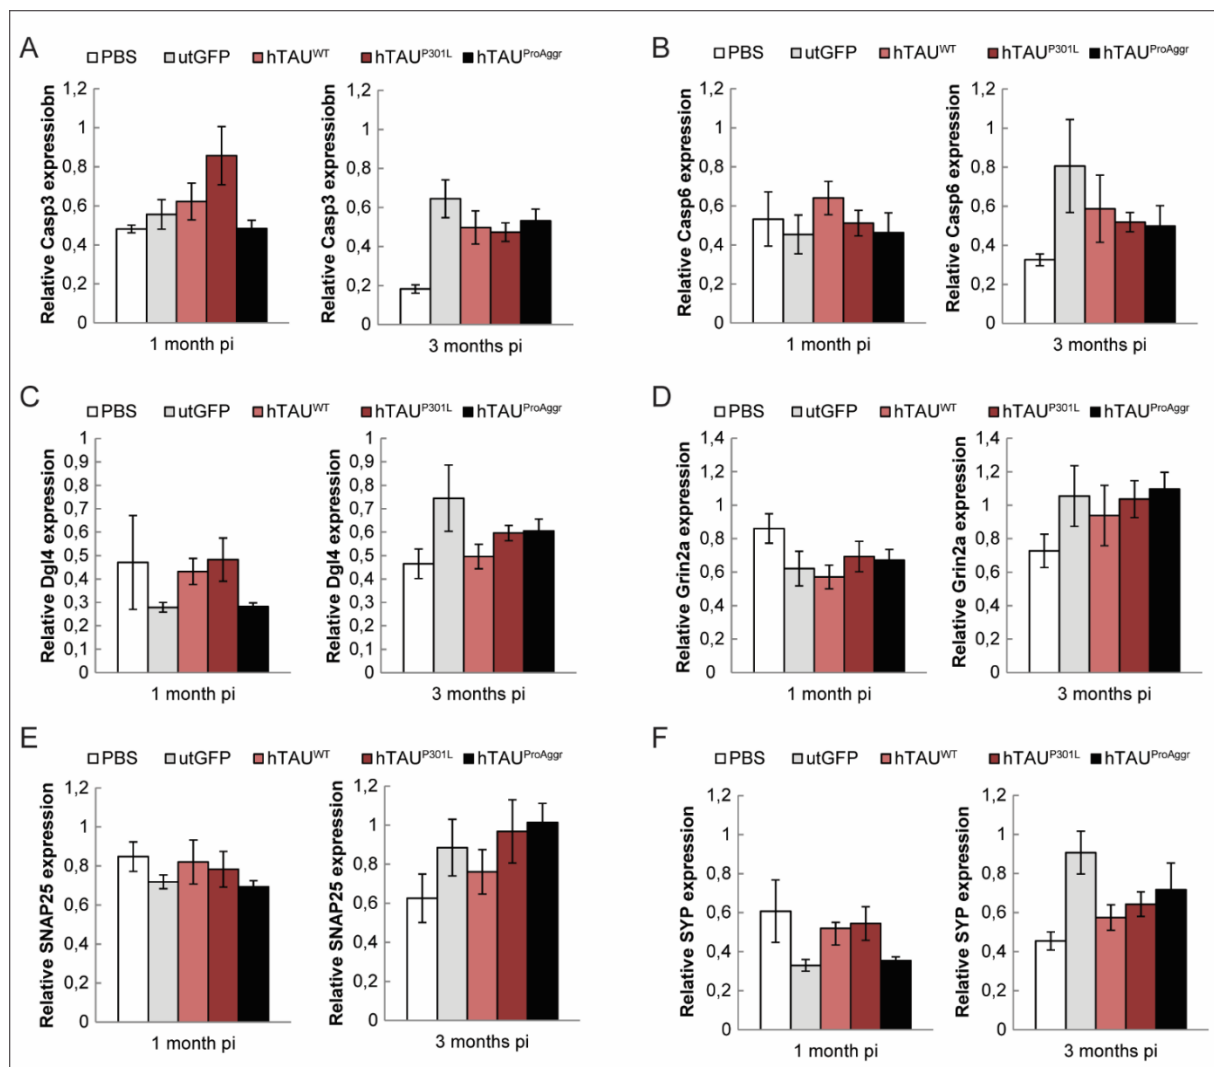 A
PBS utGFP hTAUWT hTAUP301L hTAUProAggr
Relative Casp3 expressiobn
1,2
1
0,8
0,6
0,4
0,2
0
1 month pi
Relative Casp3 expression
1,2
1
0,8
0,6
0,4
0,2
0
3 months pi
B
PBS utGFP hTAUWT hTAUP301L hTAUProAggr
Relative Casp6 expression
1,2
1
0,8
0,6
0,4
0,2
0
1 month pi
Relative Casp6 expression
1,2
1
0,8
0,6
0,4
0,2
0
3 months pi
C
PBS utGFP hTAUWT hTAUP301L hTAUProAggr
Relative Dgl4 expression
1
0,9
0,8
0,7
0,6
0,5
0,4
0,3
0,2
0,1
0
1 month pi
Relative Dgl4 expression
1
0,9
0,8
0,7
0,6
0,5
0,4
0,3
0,2
0,1
0
3 months pi
D
PBS utGFP hTAUWT hTAUP301L hTAUProAggr
Relative Grin2a expression
1,4
1,2
1
0,8
0,6
0,4
0,2
0
1 month pi
Relative Grin2a expression
1,4
1,2
1
0,8
0,6
0,4
0,2
0
3 months pi
E
PBS utGFP hTAUWT hTAUP301L hTAUProAggr
Relative SNAP25 expression
1,2
1
0,8
0,6
0,4
0,2
0
1 month pi
Relative SNAP25 expression
1,2
1
0,8
0,6
0,4
0,2
0
3 months pi
F
PBS utGFP hTAUWT hTAUP301L hTAUProAggr
Relative SYP expression
1,2
1
0,8
0,6
0,4
0,2
0
1 month pi
Relative SYP expression
1,2
1
0,8
0,6
0,4
0,2
0
3 months pi